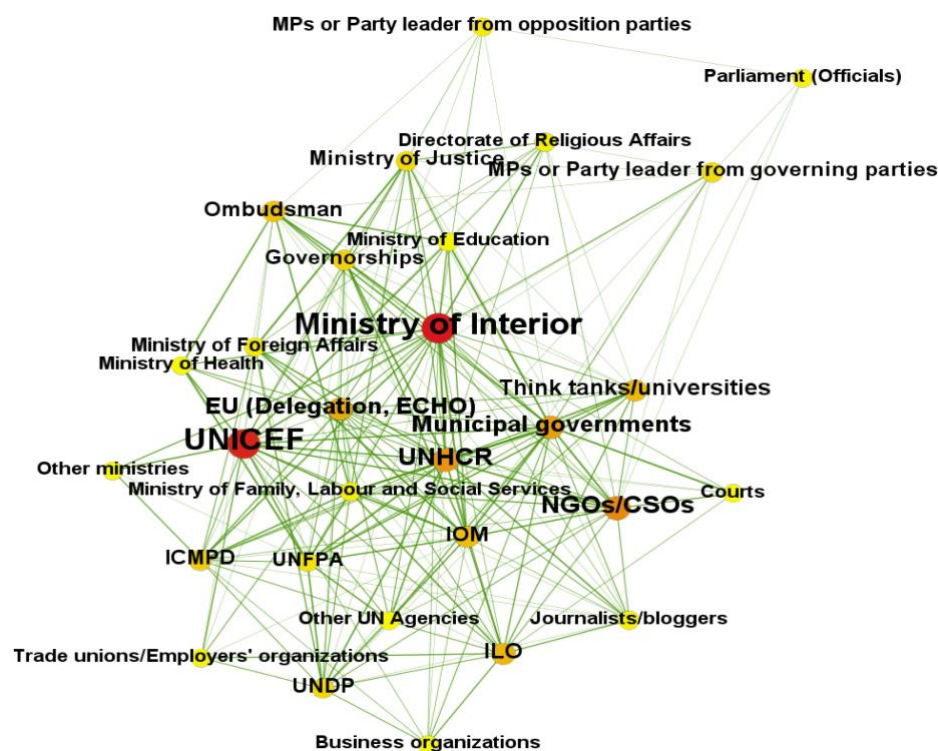 MPs or Party leader from opposition parties
Parliament (Officials)
Directorate of Religious Affairs
Ministry of Justice
MPs or Party leader from governing parties
Ombudsman
Ministry of Education
Governorships
Ministry of Interior
Ministry of Foreign Affairs
Ministry of Health
Think tanks/universities
EU (Delegation, ECHO)
Municipal governments
UNICEF
UNHCR
Other ministries
Ministry of Family, Labour and Social Services
Courts
NGOs/CSOs
IOM
ICMPD
UNFPA
Other UN Agencies
Journalists/bloggers
ILO
Trade unions/Employers' organizations
UNDP
Business organizations